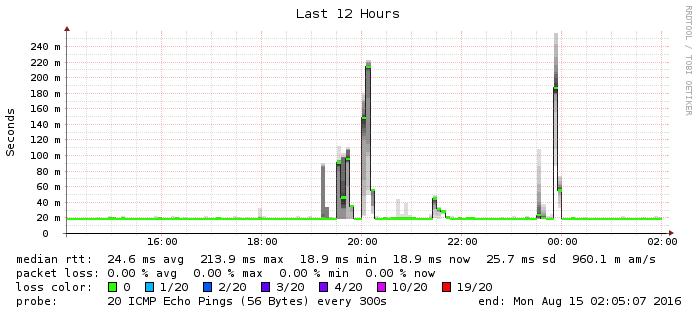 Last 12 Hours
RRDTOOL / TOBI OETIKER
Seconds
240 m
220 m
200 m
180 m
160 m
140 m
120 m
100 m
80 m
60 m
40 m
20 m
0
16:00 18:00 20:00 22:00 00:00 02:00
median rtt: 24.6 ms avg 213.9 ms max 18.9 ms min 18.9 ms now 25.7 ms sd 960.1 m am/s
packet loss: 0.00 % avg 0.00 % max 0.00 % min 0.00 % now
loss color: 0 1/20 2/20 3/20 4/20 10/20 19/20
probe: 20 ICMP Echo Pings (56 Bytes) every 300s end: Mon Aug 15 02:05:07 2016